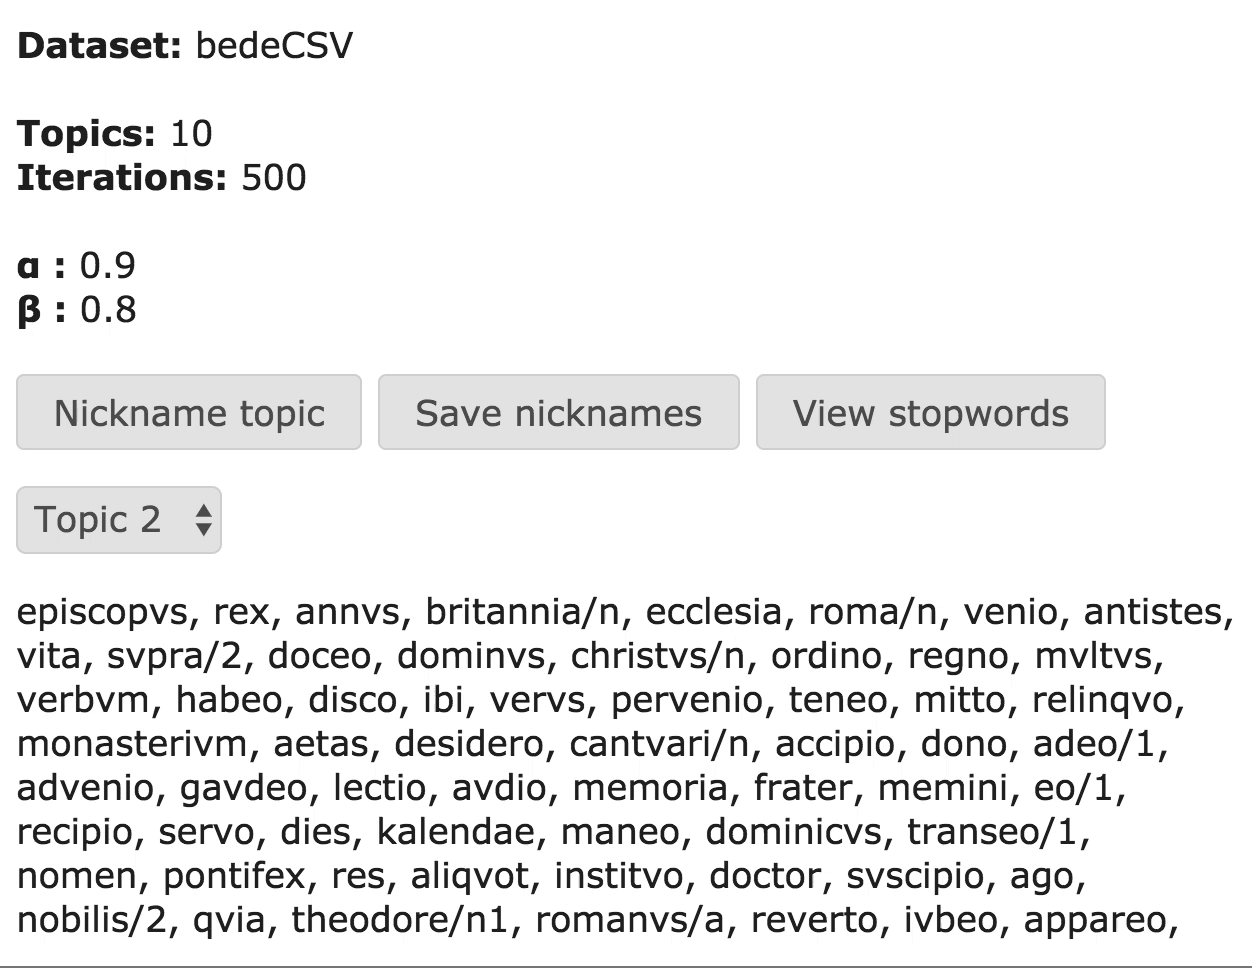 Dataset: bedeCSV
Topics: 10
Iterations: 500
α : 0.9
β : 0.8
Nickname topic Save nicknames View stopwords
Topic 2
episcopvs, rex, annvs, britannia/n, ecclesia, roma/n, venio, antistes,
vita, svpra/2, doceo, dominvs, christvs/n, ordino, regno, mvltvs,
verbvm, habeo, disco, ibi, vervs, pervenio, teneo, mitto, relinqvo,
monasterivm, aetas, desidero, cantvari/n, accipio, dono, adeo/1,
advenio, gavdeo, lectio, avdio, memoria, frater, memini, eo/1,
recipio, servo, dies, kalendae, maneo, dominicvs, transeo/1,
nomen, pontifex, res, aliqvot, institvo, doctor, svscipio, ago,
nobilis/2, qvia, theodore/n1, romanvs/a, reverto, ivbeo, appareo,